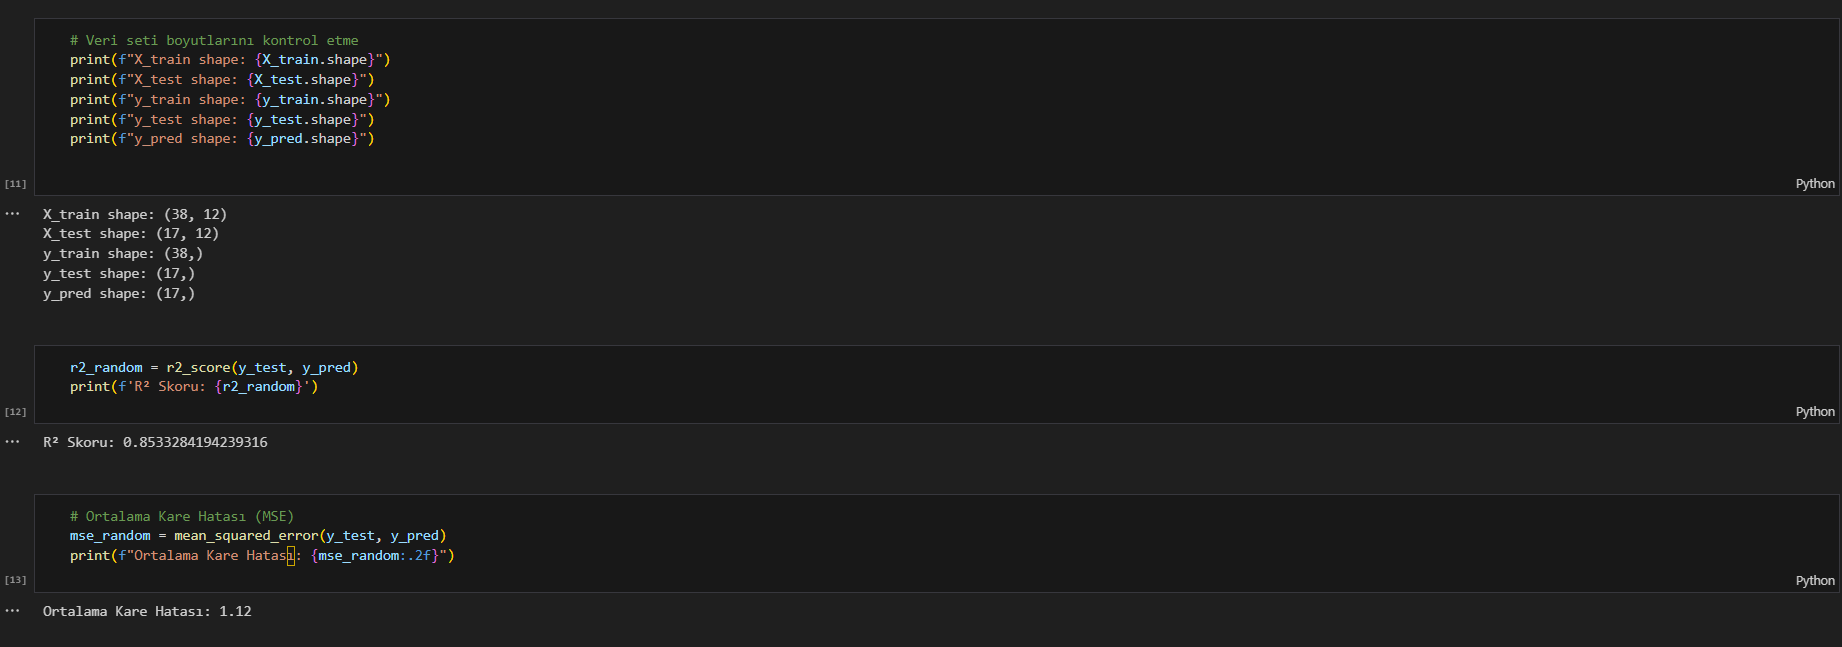 # Veri seti boyutlarını kontrol etme
print(f"X_train shape: {X_train.shape}")
print(f"X_test shape: {X_test.shape}")
print(f"y_train shape: {y_train.shape}")
print(f"y_test shape: {y_test.shape}")
print(f"y_pred shape: {y_pred.shape}")
[11]
Python
X_train shape: (38, 12)
X_test shape: (17, 12)
y_train shape: (38,)
y_test shape: (17,)
y_pred shape: (17,)
r2_random = r2_score(y_test, y_pred)
print(f'R² Skoru: {r2_random}')
[12]
Python
R² Skoru: 0.8533284194239316
# Ortalama Kare Hatası (MSE)
mse_random = mean_squared_error(y_test, y_pred)
print(f"Ortalama Kare Hatası: {mse_random:.2f}")
[13]
Python
Ortalama Kare Hatası: 1.12